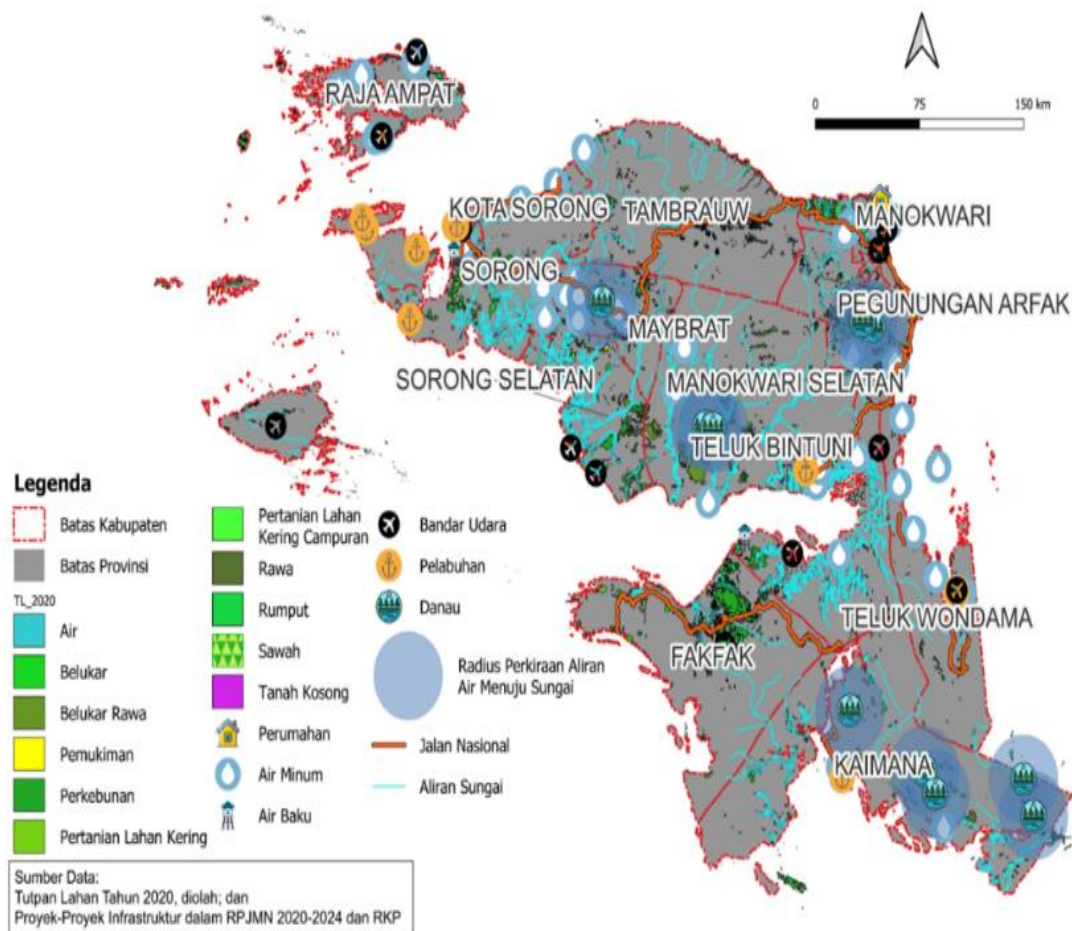 RAJA AMPAT
0 75 150 km
KOTA SORONG
TAMBRAUW
MANOKWARI
SORONG
PEGUNUNGAN ARFAK
MAYBRAT
SORONG SELATAN
MANOKWARI SELATAN
TELUK BINTUNI
TELUK WONDAMA
FAKFAK
KAIMANA
Legenda
Batas Kabupaten
Batas Provinsi
TL_2020
Air
Belukar
Belukar Rawa
Pemukiman
Perkebunan
Pertanian Lahan Kering
Pertanian Lahan
Kering Campuran
Rawa
Rumput
Sawah
Tanah Kosong
Perumahan
Air Minum
Air Baku
Bandar Udara
Pelabuhan
Danau
Radius Perkiraan Aliran
Air Menuju Sungai
Jalan Nasional
Aliran Sungai
Sumber Data:
Tutpan Lahan Tahun 2020, diolah; dan
Proyek-Proyek Infrastruktur dalam RPJMN 2020-2024 dan RKP